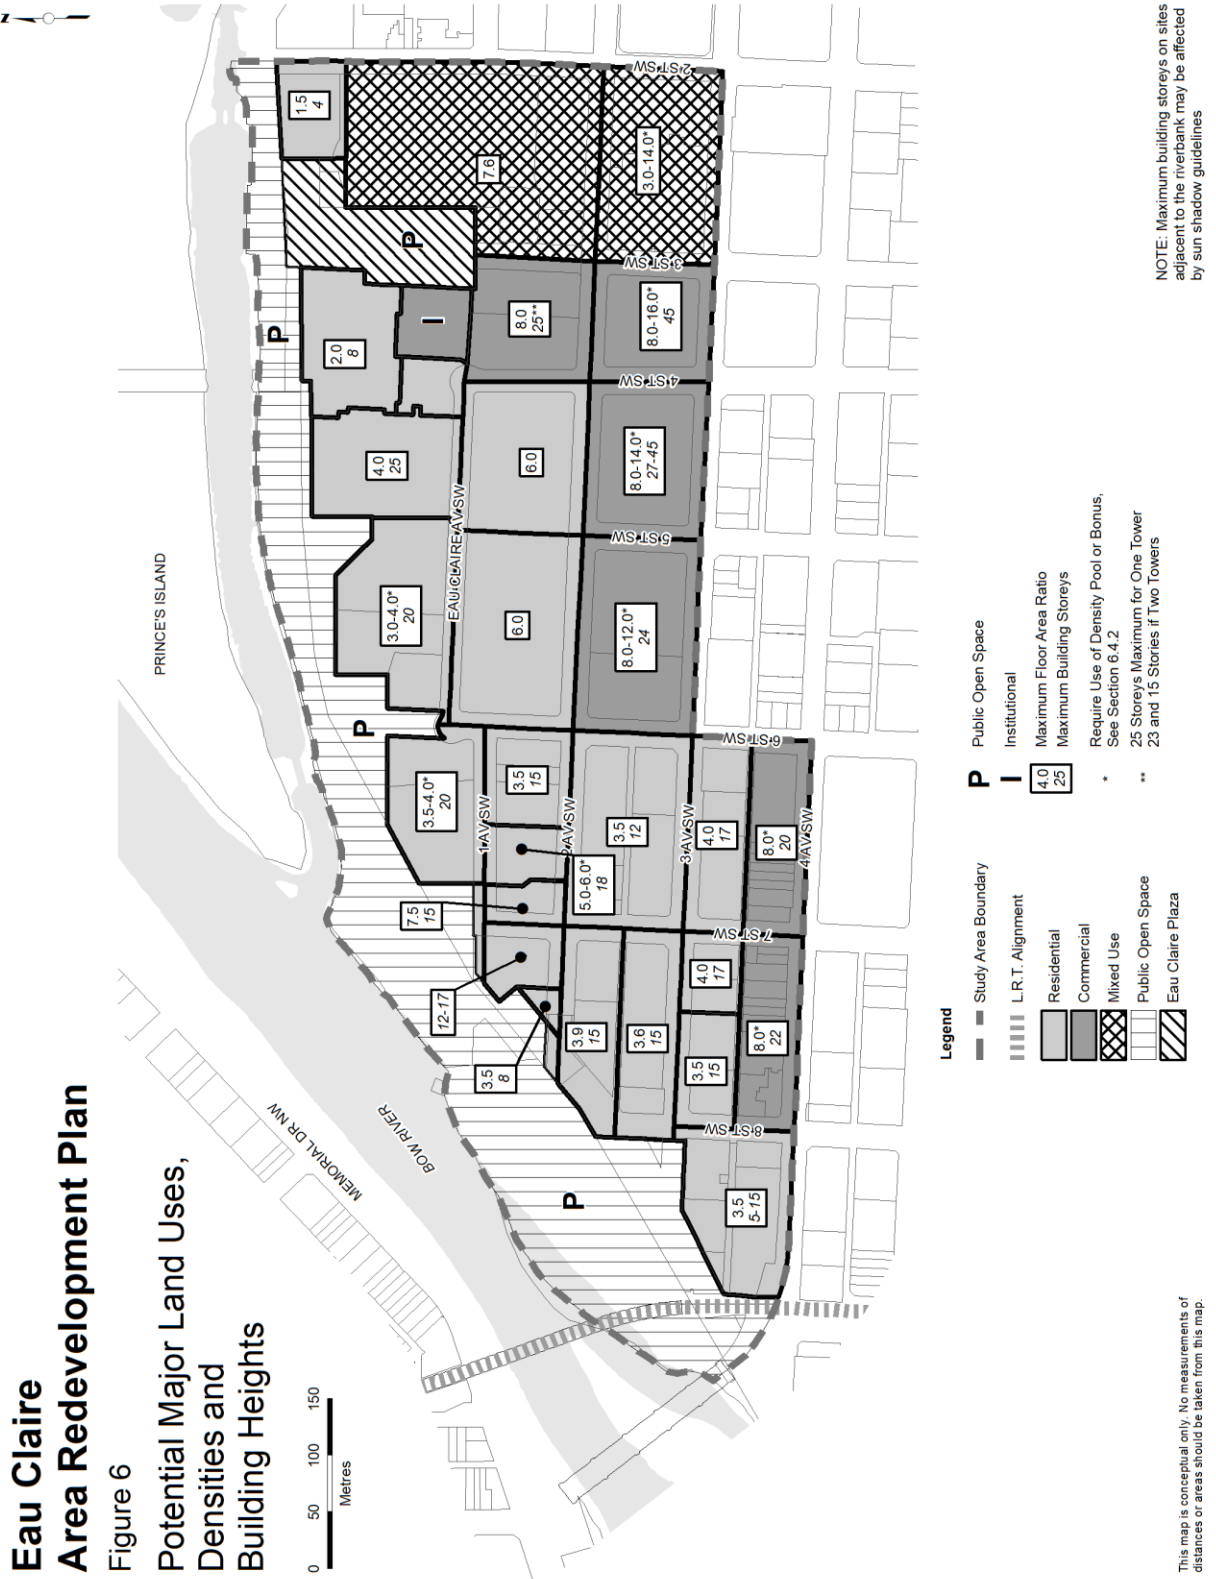 Eau Claire
Area Redevelopment Plan
Figure 6
Potential Major Land Uses,
Densities and
Building Heights
0 50 100 150
Metres
N
PRINCE'S ISLAND
MEMORIAL DR NW
BOW RIVER
P
P
P
P
I
1.5
4
7.6
3.0-14.0*
2.0
8
8.0
25**
8.0-16.0*
45
4.0
25
6.0
8.0-14.0*
27-45
3.0-4.0*
20
6.0
8.0-12.0*
24
3.5-4.0*
20
3.5
15
5.0-6.0*
18
7.5
15
12-17
3.5
8
3.5
12
4.0
17
8.0*
20
3.9
15
3.6
15
4.0
17
3.5
15
8.0*
22
3.5
5-15
EAU CLAIRE AV SW
1 AV SW
2 AV SW
3 AV SW
4 AV SW
2 ST SW
3 ST SW
4 ST SW
5 ST SW
6 ST SW
7 ST SW
8 ST SW
Legend
Study Area Boundary
L.R.T. Alignment
Residential
Commercial
Mixed Use
Public Open Space
Eau Claire Plaza
P Public Open Space
I Institutional
4.0 Maximum Floor Area Ratio
25 Maximum Building Storeys
* Require Use of Density Pool or Bonus,
See Section 6.4.2
** 25 Storeys Maximum for One Tower
23 and 15 Stories if Two Towers
NOTE: Maximum building storeys on sites
adjacent to the riverbank may be affected
by sun shadow guidelines
This map is conceptual only. No measurements of
distances or areas should be taken from this map.